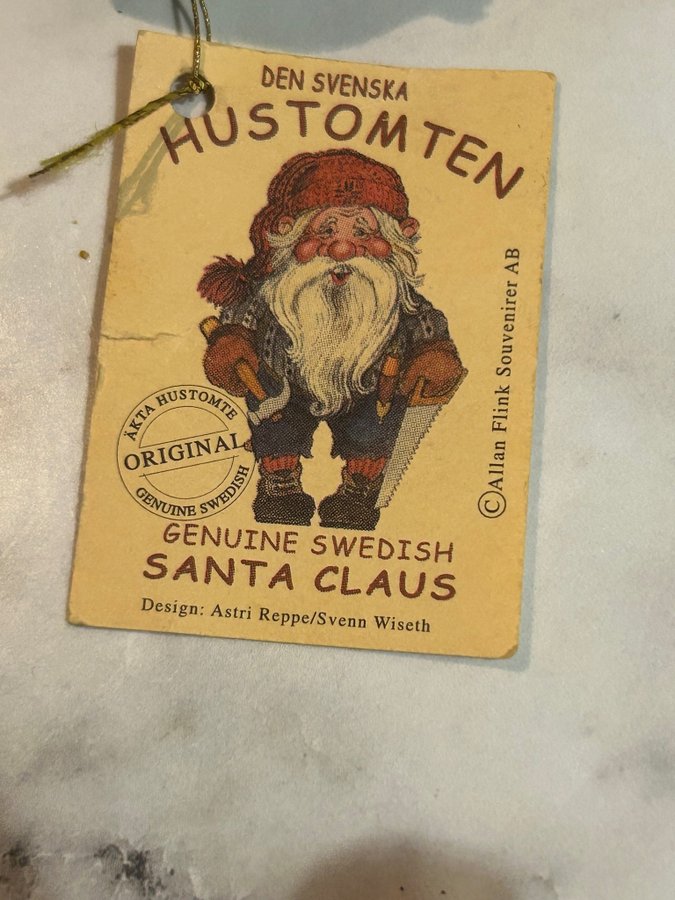 DEN SVENSKA
HUSTOMTEN
©Allan Flink Souvenirer AB
ÄKTA HUSTOMTE
ORIGINAL
GENUINE SWEDISH
GENUINE SWEDISH
SANTA CLAUS
Design: Astri Reppe/Svenn Wiseth